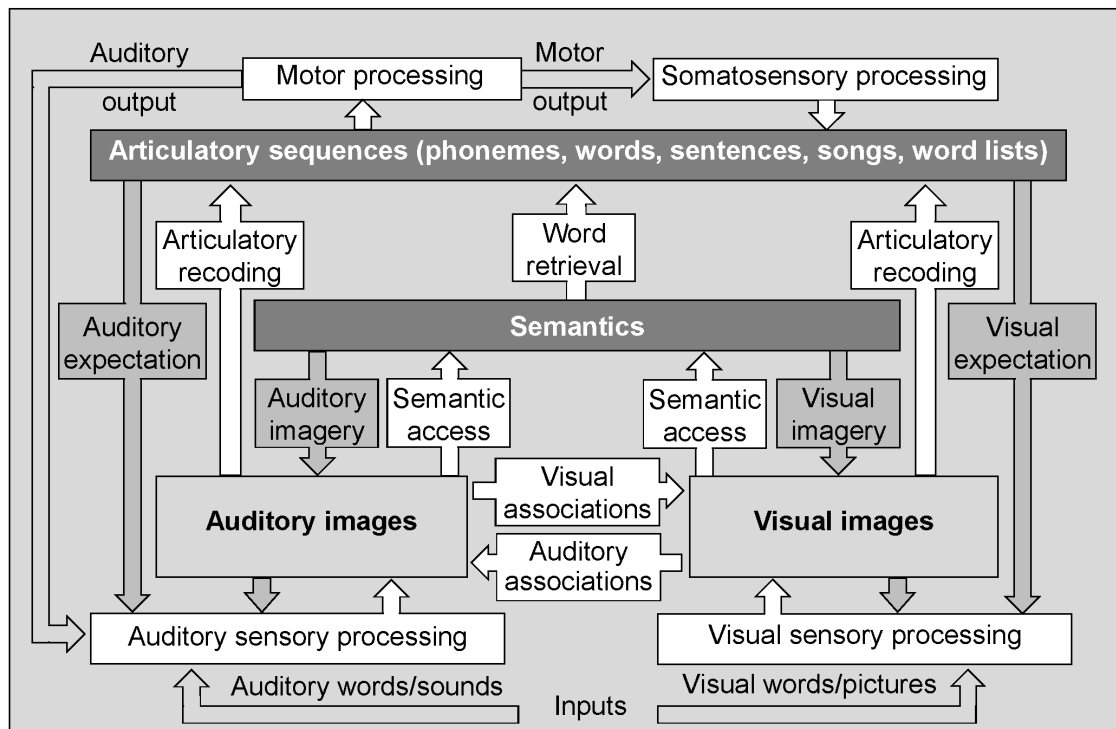 Auditory
output
Motor processing
Motor
output
Somatosensory processing
Articulatory sequences (phonemes, words, sentences, songs, word lists)
Articulatory
recoding
Word
retrieval
Articulatory
recoding
Auditory
expectation
Semantics
Visual
expectation
Auditory
imagery
Semantic
access
Semantic
access
Visual
imagery
Auditory images
Visual
associations
Auditory
associations
Visual images
Auditory sensory processing
Visual sensory processing
Auditory words/sounds
Inputs
Visual words/pictures